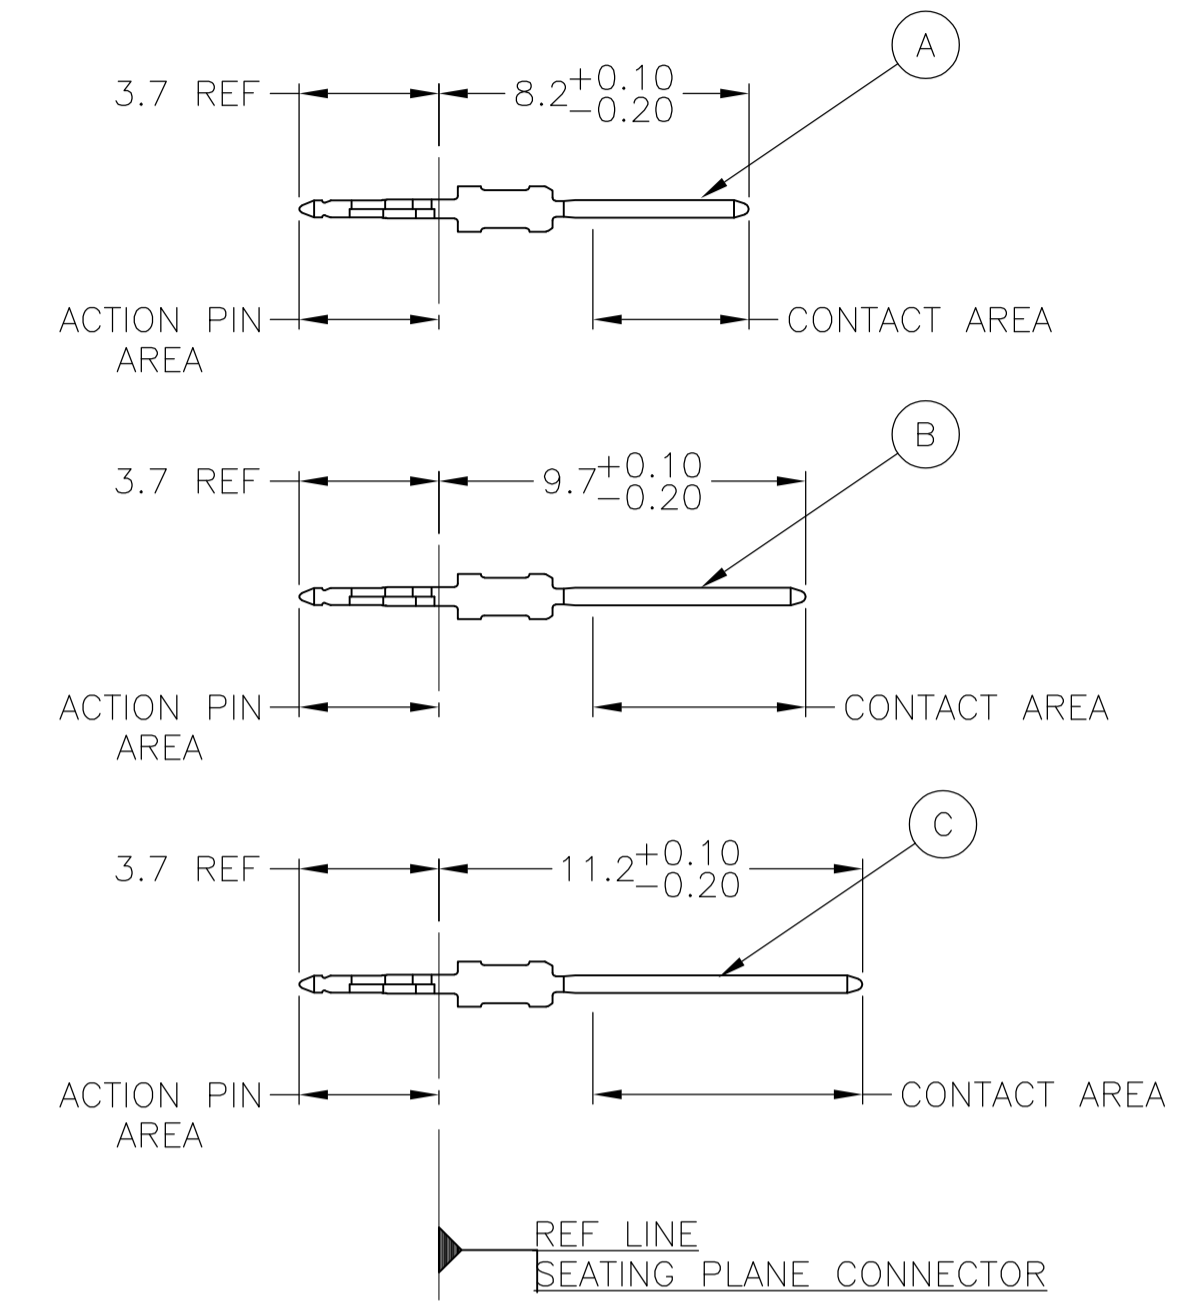 A
3.7 REF
8.2 +0.10
-0.20
ACTION PIN
AREA
CONTACT AREA
B
3.7 REF
9.7 +0.10
-0.20
ACTION PIN
AREA
CONTACT AREA
C
3.7 REF
11.2 +0.10
-0.20
ACTION PIN
AREA
CONTACT AREA
REF LINE
SEATING PLANE CONNECTOR